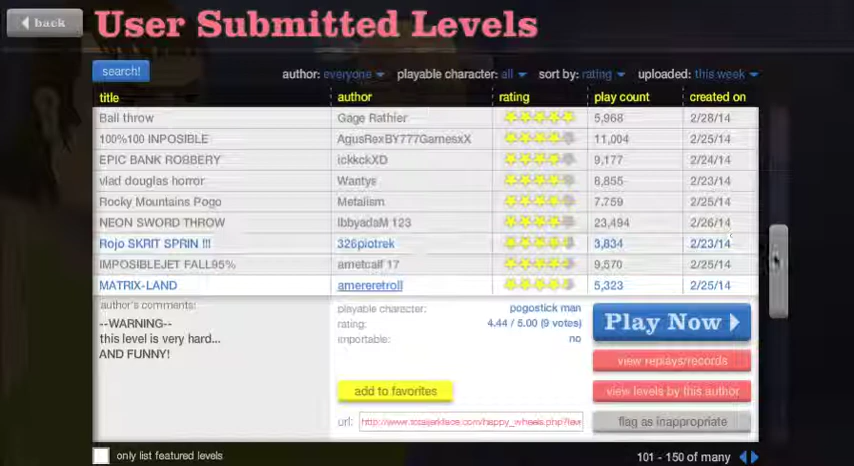 back
User Submitted Levels
search!
author: everyone playable character: all sort by: rating uploaded: this week
title author rating play count created on
Ball throw Gage Rathier 5,968 2/28/14
100%100 INPOSIBLE AgusRexBY777GamesxX 11,004 2/25/14
EPIC BANK ROBBERY ickkckXD 9,177 2/24/14
vlad douglas horror Wantys 8,855 2/23/14
Rocky Mountains Pogo Metalism 7,759 2/25/14
NEON SWORD THROW IbbyadaM 123 23,494 2/26/14
Rojo SKRIT SPRIN !!! 326piotrek 3,834 2/23/14
IMPOSIBLEJET FALL95% ametcalf 17 9,570 2/25/14
MATRIX-LAND amereretroll 5,323 2/25/14
author's comments:
--WARNING--
this level is very hard...
AND FUNNY!
playable character: pogostick man
rating: 4.44 / 5.00 (9 votes)
importable: no
add to favorites
url:
Play Now
view replays/records
view levels by this author
flag as inappropriate
only list featured levels
101 - 150 of many